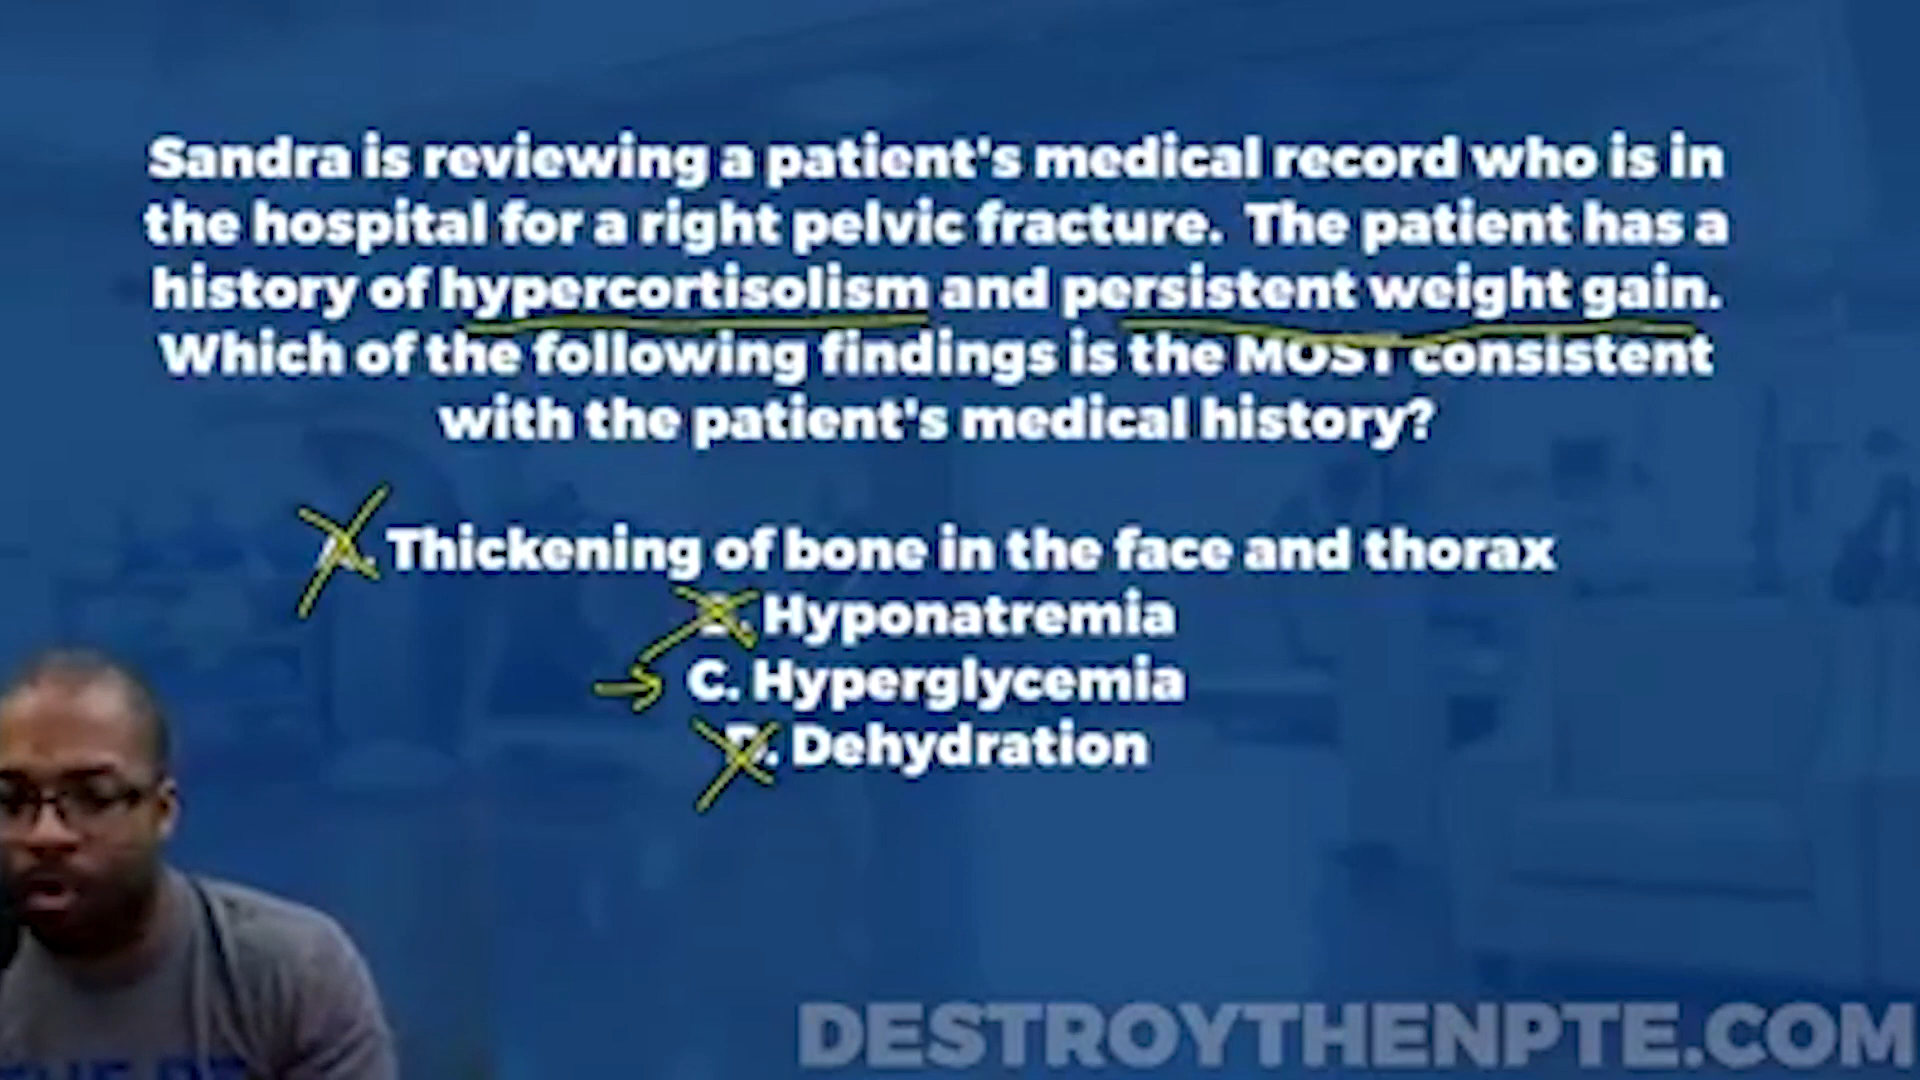 Sandra is reviewing a patient's medical record who is in
the hospital for a right pelvic fracture. The patient has a
history of hypercortisolism and persistent weight gain.
Which of the following findings is the MOST consistent
with the patient's medical history?
A. Thickening of bone in the face and thorax
B. Hyponatremia
C. Hyperglycemia
D. Dehydration
DESTROYTHENPTE.COM